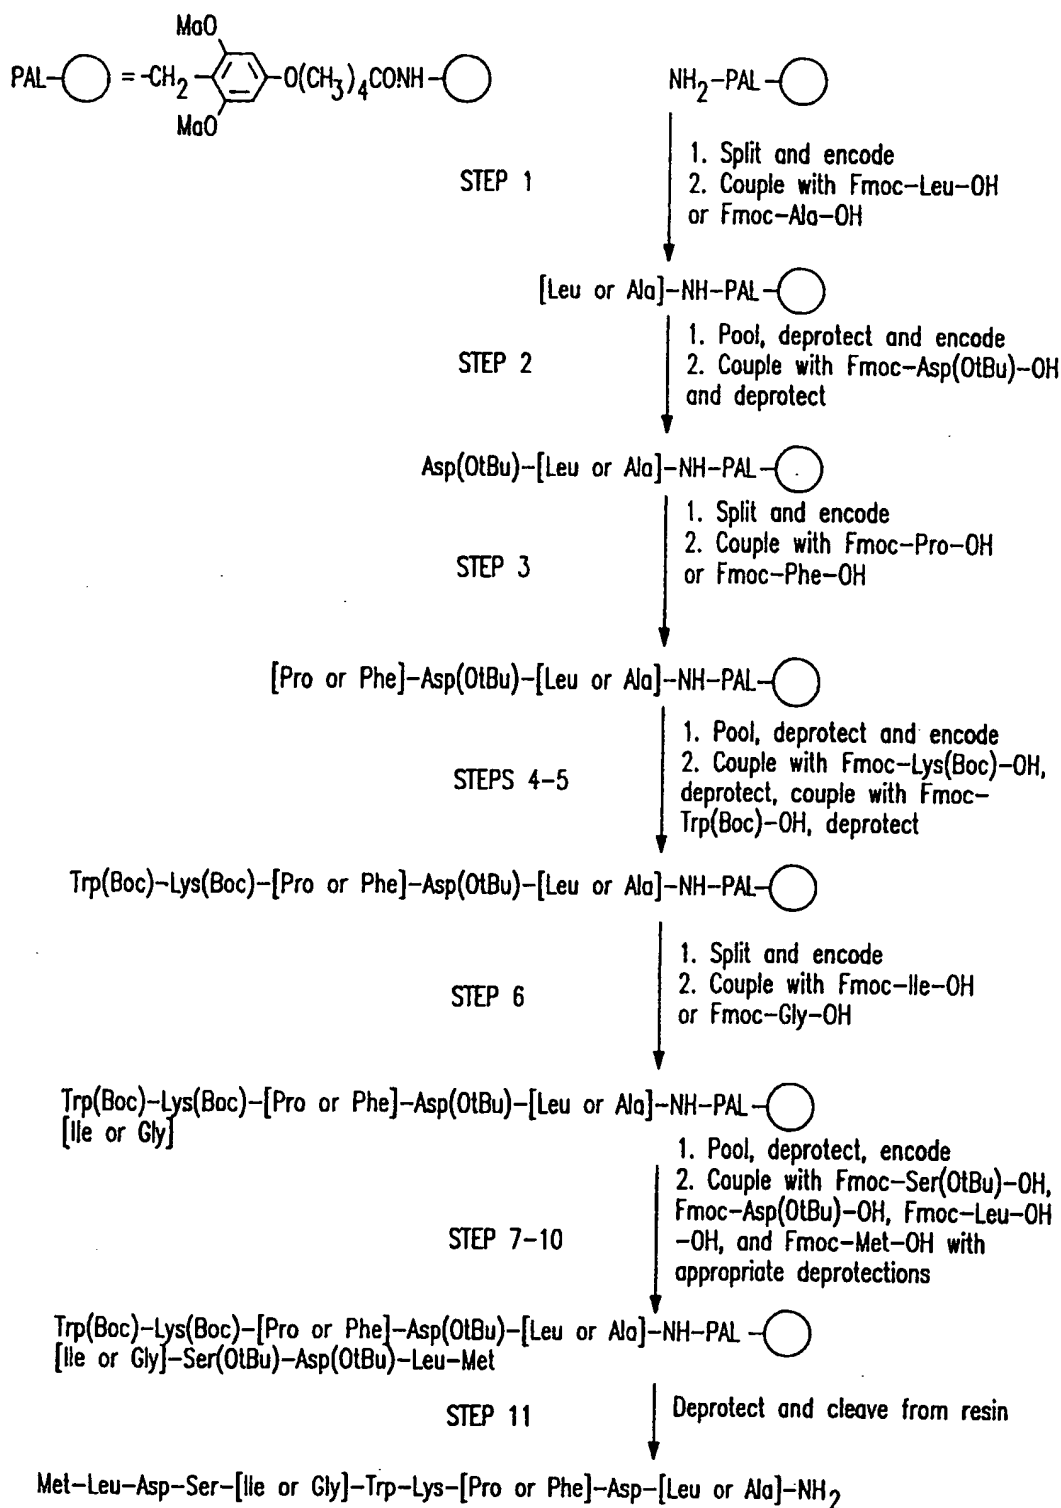 MaO
PAL- =-CH2- -O(CH3)4CONH-
MaO
NH2-PAL-
STEP 1
1. Split and encode
2. Couple with Fmoc-Leu-OH
or Fmoc-Ala-OH
[Leu or Ala]-NH-PAL-
STEP 2
1. Pool, deprotect and encode
2. Couple with Fmoc-Asp(OtBu)-OH
and deprotect
Asp(OtBu)-[Leu or Ala]-NH-PAL-
STEP 3
1. Split and encode
2. Couple with Fmoc-Pro-OH
or Fmoc-Phe-OH
[Pro or Phe]-Asp(OtBu)-[Leu or Ala]-NH-PAL-
STEPS 4-5
1. Pool, deprotect and encode
2. Couple with Fmoc-Lys(Boc)-OH,
deprotect, couple with Fmoc-
Trp(Boc)-OH, deprotect
Trp(Boc)-Lys(Boc)-[Pro or Phe]-Asp(OtBu)-[Leu or Ala]-NH-PAL-
STEP 6
1. Split and encode
2. Couple with Fmoc-Ile-OH
or Fmoc-Gly-OH
Trp(Boc)-Lys(Boc)-[Pro or Phe]-Asp(OtBu)-[Leu or Ala]-NH-PAL-
[Ile or Gly]
STEP 7-10
1. Pool, deprotect, encode
2. Couple with Fmoc-Ser(OtBu)-OH,
Fmoc-Asp(OtBu)-OH, Fmoc-Leu-OH
-OH, and Fmoc-Met-OH with
appropriate deprotections
Trp(Boc)-Lys(Boc)-[Pro or Phe]-Asp(OtBu)-[Leu or Ala]-NH-PAL-
[Ile or Gly]-Ser(OtBu)-Asp(OtBu)-Leu-Met
STEP 11
Deprotect and cleave from resin
Met-Leu-Asp-Ser-[Ile or Gly]-Trp-Lys-[Pro or Phe]-Asp-[Leu or Ala]-NH2